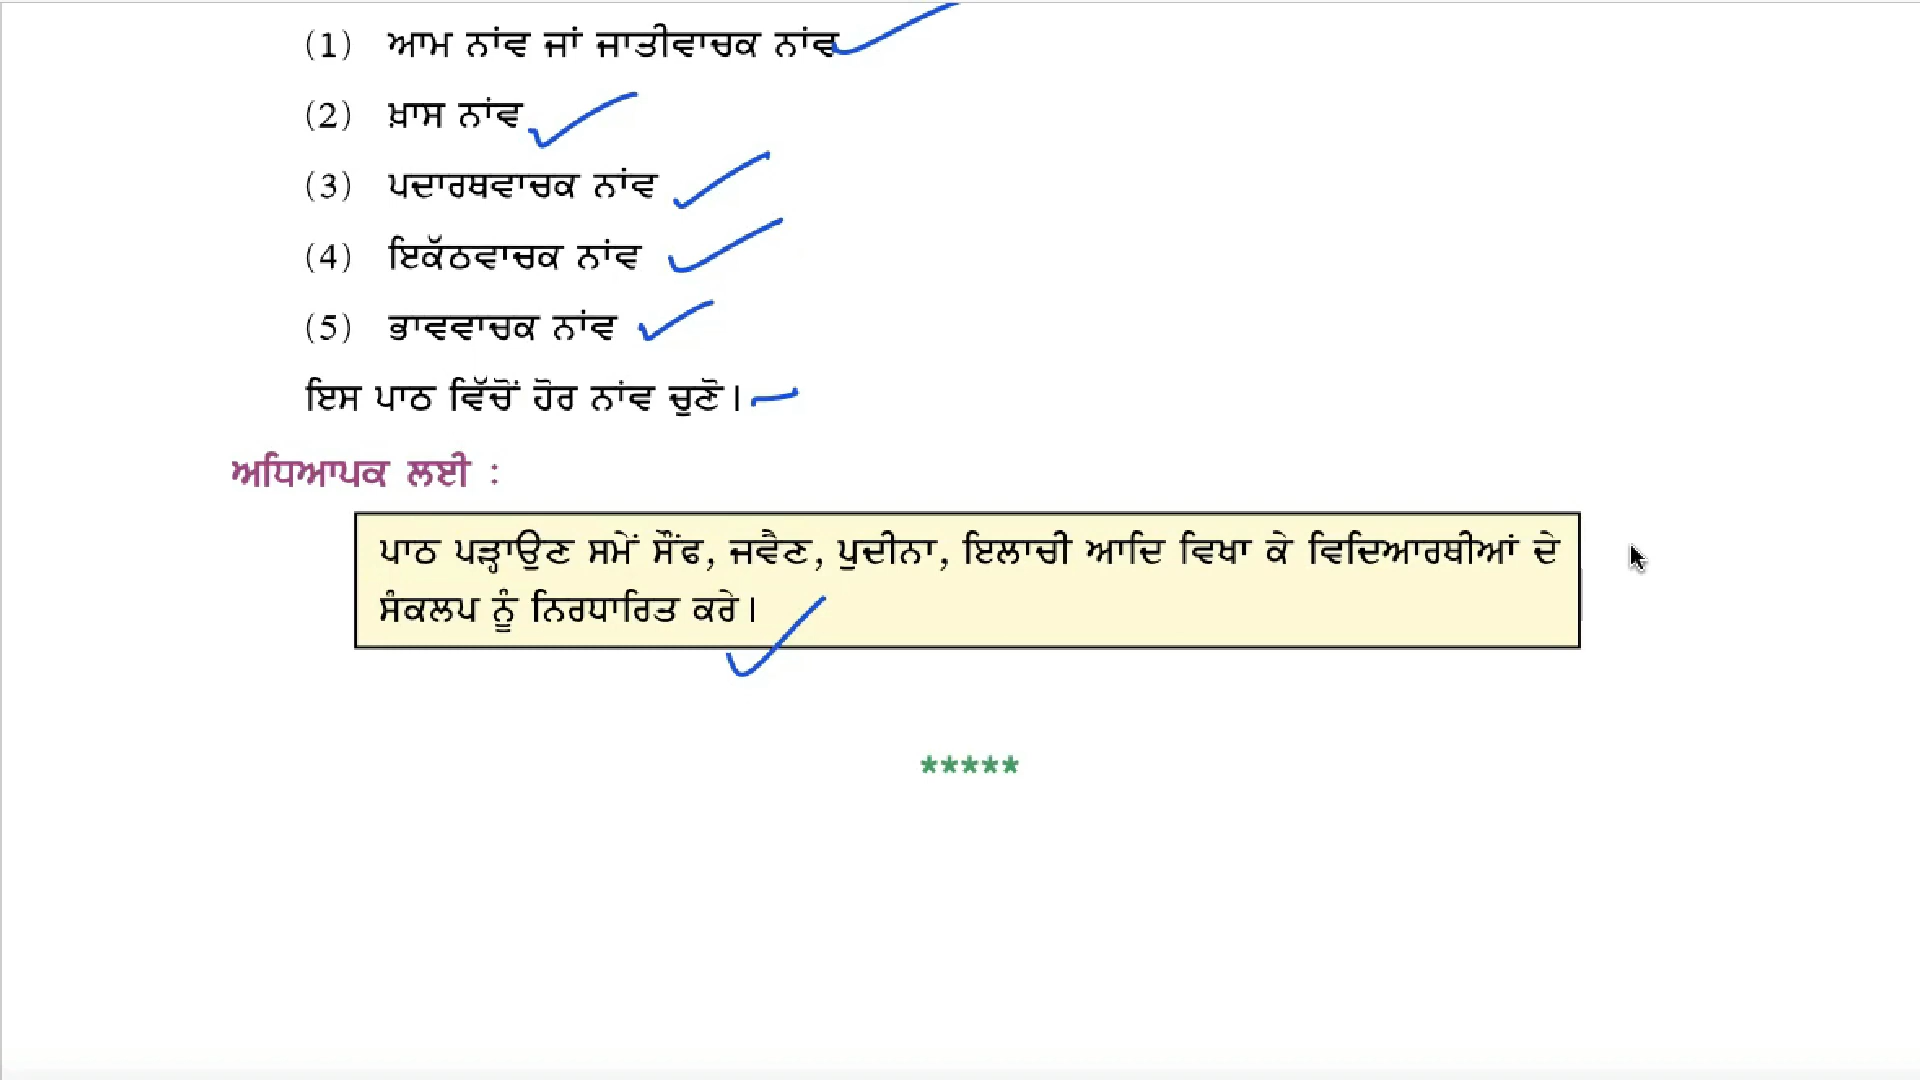 (1) ਆਮ ਨਾਂਵ ਜਾਂ ਜਾਤੀਵਾਚਕ ਨਾਂਵ
(2) ਖ਼ਾਸ ਨਾਂਵ
(3) ਪਦਾਰਥਵਾਚਕ ਨਾਂਵ
(4) ਇਕੱਠਵਾਚਕ ਨਾਂਵ
(5) ਭਾਵਵਾਚਕ ਨਾਂਵ
ਇਸ ਪਾਠ ਵਿੱਚੋਂ ਹੋਰ ਨਾਂਵ ਚੁਣੋ।
ਅਧਿਆਪਕ ਲਈ :
ਪਾਠ ਪੜ੍ਹਾਉਣ ਸਮੇਂ ਸੌਂਫ, ਜਵੈਣ, ਪੁਦੀਨਾ, ਇਲਾਚੀ ਆਦਿ ਵਿਖਾ ਕੇ ਵਿਦਿਆਰਥੀਆਂ ਦੇ
ਸੰਕਲਪ ਨੂੰ ਨਿਰਧਾਰਿਤ ਕਰੇ।
*****